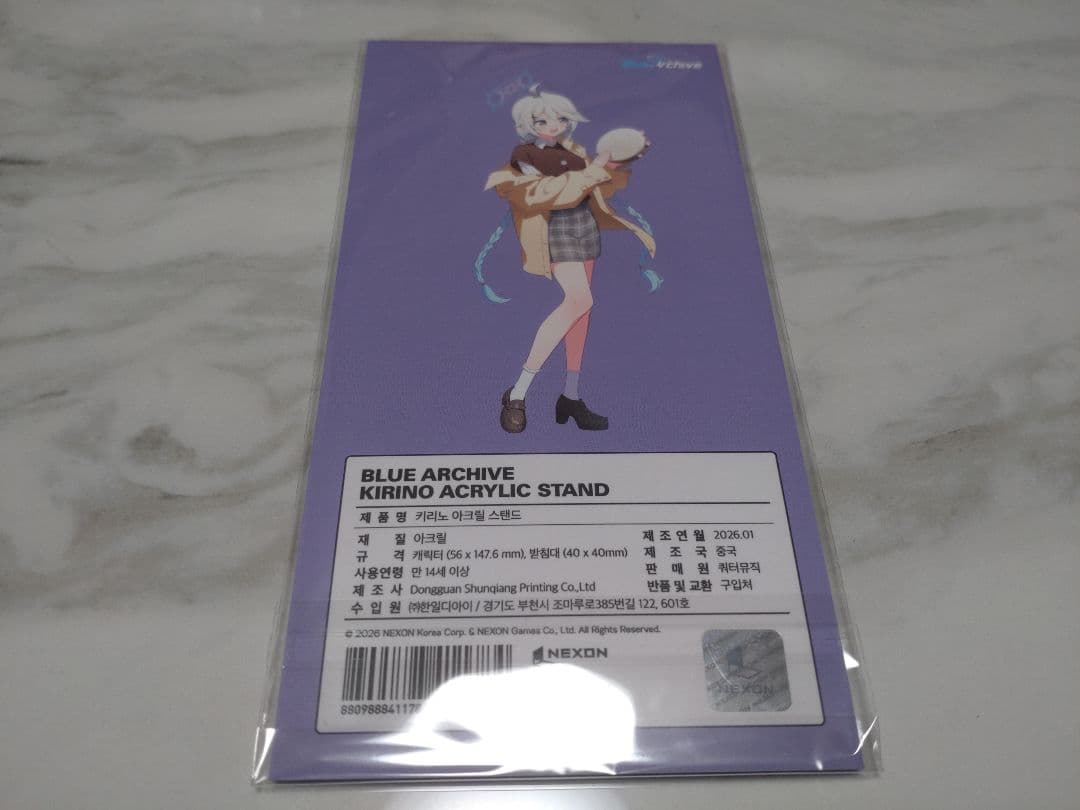 Blue Archive
BLUE ARCHIVE
KIRINO ACRYLIC STAND
제 품 명 키리노 아크릴 스탠드
재 질 아크릴
제 조 연 월 2026.01
규 격 캐릭터 (56 x 147.6 mm), 받침대 (40 x 40mm)
제 조 국 중국
사용연령 만 14세 이상
판 매 원 쿼터뮤직
제 조 사 Dongguan Shunqiang Printing Co.,Ltd
반품 및 교환 구입처
수 입 원 ㈜한일디아이 / 경기도 부천시 조마루로385번길 122, 601호
© 2026 NEXON Korea Corp. & NEXON Games Co., Ltd. All Rights Reserved.
NEXON
NEXON